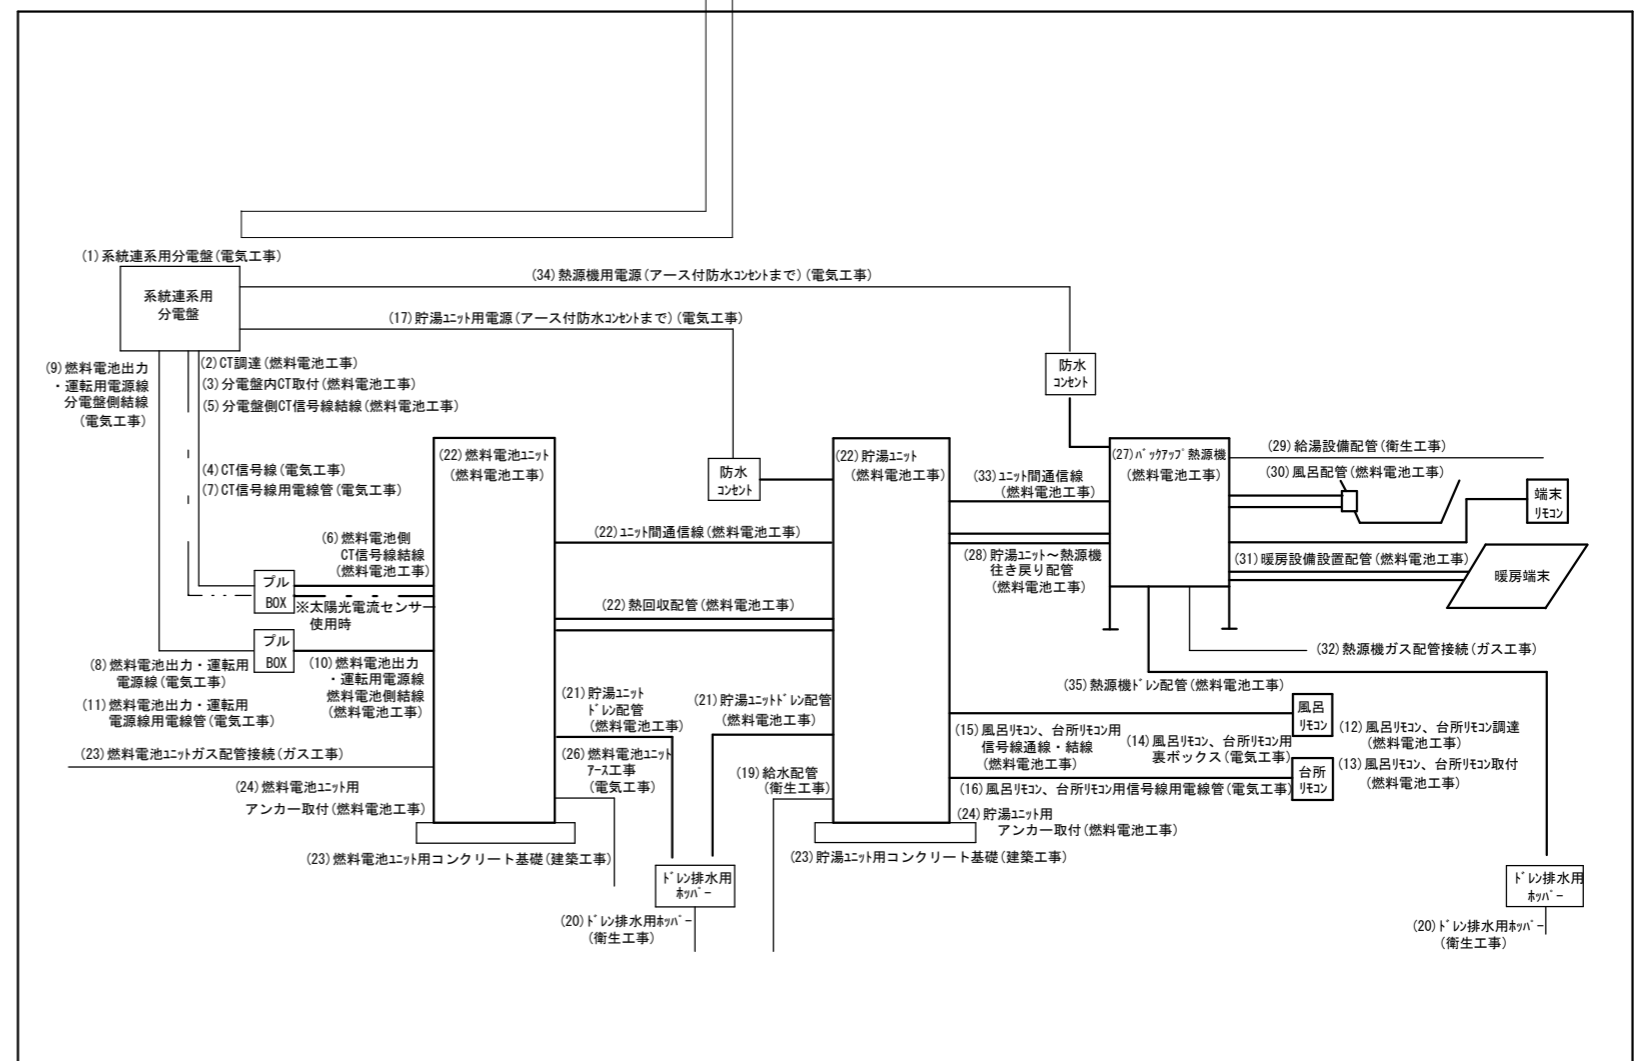 (1)系統連系用分電盤(電気工事)
系統連系用
分電盤
(34)熱源機用電源(アース付防水ｺﾝｾﾝﾄまで)(電気工事)
(17)貯湯ﾕﾆｯﾄ用電源(アース付防水ｺﾝｾﾝﾄまで)(電気工事)
(9)燃料電池出力
・運転用電源線
分電盤側結線
(電気工事)
(2)CT調達(燃料電池工事)
(3)分電盤内CT取付(燃料電池工事)
(5)分電盤側CT信号線結線(燃料電池工事)
(4)CT信号線(電気工事)
(7)CT信号線用電線管(電気工事)
(6)燃料電池側
CT信号線結線
(燃料電池工事)
プル
BOX
※太陽光電流センサー
使用時
プル
BOX
(8)燃料電池出力・運転用
電源線(電気工事)
(11)燃料電池出力・運転用
電源線用電線管(電気工事)
(10)燃料電池出力
・運転用電源線
燃料電池側結線
(燃料電池工事)
(23)燃料電池ﾕﾆｯﾄガス配管接続(ガス工事)
(24)燃料電池ﾕﾆｯﾄ用
アンカー取付(燃料電池工事)
(22)燃料電池ﾕﾆｯﾄ
(燃料電池工事)
(23)燃料電池ﾕﾆｯﾄ用コンクリート基礎(建築工事)
防水
ｺﾝｾﾝﾄ
(22)ﾕﾆｯﾄ間通信線(燃料電池工事)
(22)熱回収配管(燃料電池工事)
(21)貯湯ﾕﾆｯﾄ
ﾄﾞﾚﾝ配管
(燃料電池工事)
(26)燃料電池ﾕﾆｯﾄ
ｱｰｽ工事
(電気工事)
(21)貯湯ﾕﾆｯﾄﾄﾞﾚﾝ配管
(燃料電池工事)
(19)給水配管
(衛生工事)
ﾄﾞﾚﾝ排水用
ﾎｯﾊﾟｰ
(20)ﾄﾞﾚﾝ排水用ﾎｯﾊﾟｰ
(衛生工事)
(22)貯湯ﾕﾆｯﾄ
(燃料電池工事)
(24)貯湯ﾕﾆｯﾄ用
アンカー取付(燃料電池工事)
(23)貯湯ﾕﾆｯﾄ用コンクリート基礎(建築工事)
防水
ｺﾝｾﾝﾄ
(33)ﾕﾆｯﾄ間通信線
(燃料電池工事)
(28)貯湯ﾕﾆｯﾄ～熱源機
往き戻り配管
(燃料電池工事)
(27)ﾊﾞｯｸｱｯﾌﾟ熱源機
(燃料電池工事)
(29)給湯設備配管(衛生工事)
(30)風呂配管(燃料電池工事)
端末
ﾘﾓｺﾝ
(31)暖房設備設置配管(燃料電池工事)
暖房端末
(32)熱源機ガス配管接続(ガス工事)
(35)熱源機ﾄﾞﾚﾝ配管(燃料電池工事)
(15)風呂ﾘﾓｺﾝ、台所ﾘﾓｺﾝ用
信号線通線・結線
(燃料電池工事)
(14)風呂ﾘﾓｺﾝ、台所ﾘﾓｺﾝ用
裏ボックス(電気工事)
風呂
ﾘﾓｺﾝ
(12)風呂ﾘﾓｺﾝ、台所ﾘﾓｺﾝ調達
(燃料電池工事)
(13)風呂ﾘﾓｺﾝ、台所ﾘﾓｺﾝ取付
(燃料電池工事)
台所
ﾘﾓｺﾝ
(16)風呂ﾘﾓｺﾝ、台所ﾘﾓｺﾝ用信号線用電線管(電気工事)
ﾄﾞﾚﾝ排水用
ﾎｯﾊﾟｰ
(20)ﾄﾞﾚﾝ排水用ﾎｯﾊﾟｰ
(衛生工事)